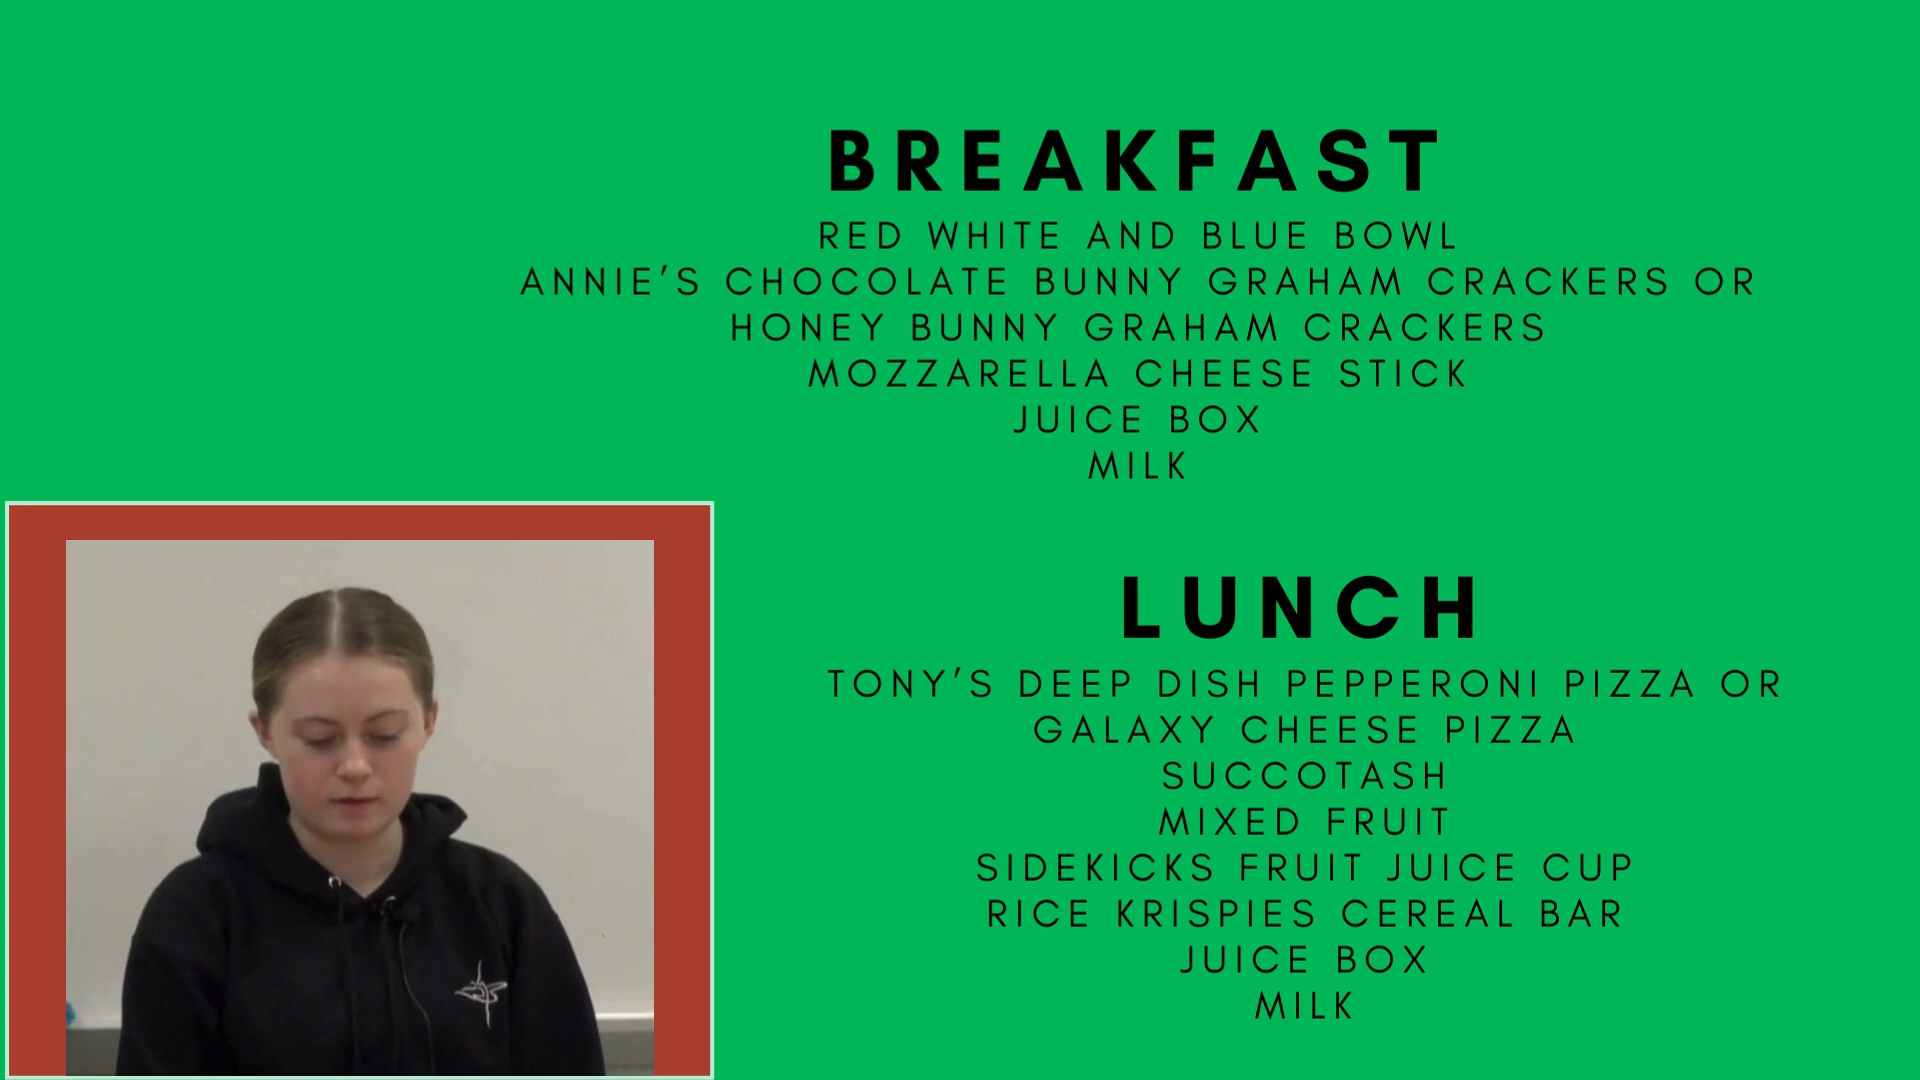 BREAKFAST
RED WHITE AND BLUE BOWL
ANNIE’S CHOCOLATE BUNNY GRAHAM CRACKERS OR
HONEY BUNNY GRAHAM CRACKERS
MOZZARELLA CHEESE STICK
JUICE BOX
MILK
LUNCH
TONY’S DEEP DISH PEPPERONI PIZZA OR
GALAXY CHEESE PIZZA
SUCCOTASH
MIXED FRUIT
SIDEKICKS FRUIT JUICE CUP
RICE KRISPIES CEREAL BAR
JUICE BOX
MILK